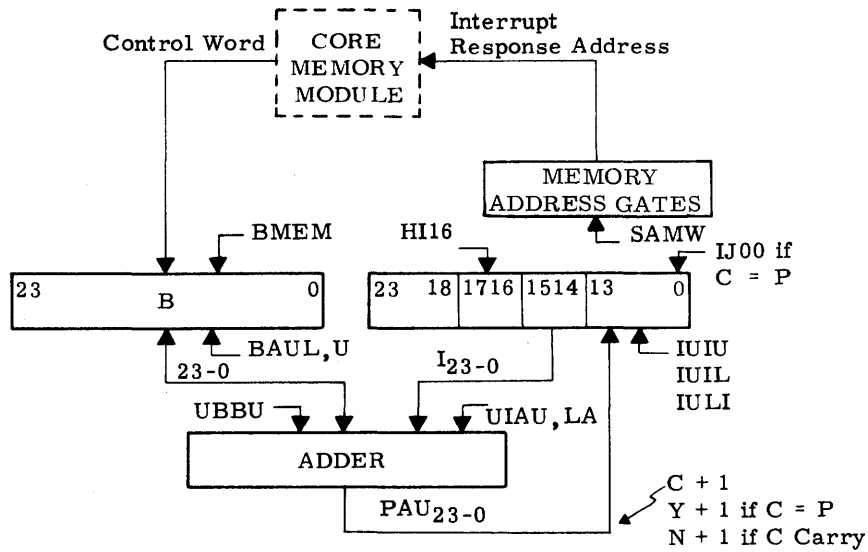 Control Word
CORE
MEMORY
MODULE
Interrupt
Response Address
MEMORY
ADDRESS GATES
BMEM
HI16
SAMW
IJ00 if
C = P
23 B 0
23 18 1716 1514 13 0
BAUL,U
23-0
I23-0
IUIU
IUIL
IULI
UBBU
UIAU,LA
ADDER
PAU23-0
C + 1
Y + 1 if C = P
N + 1 if C Carry